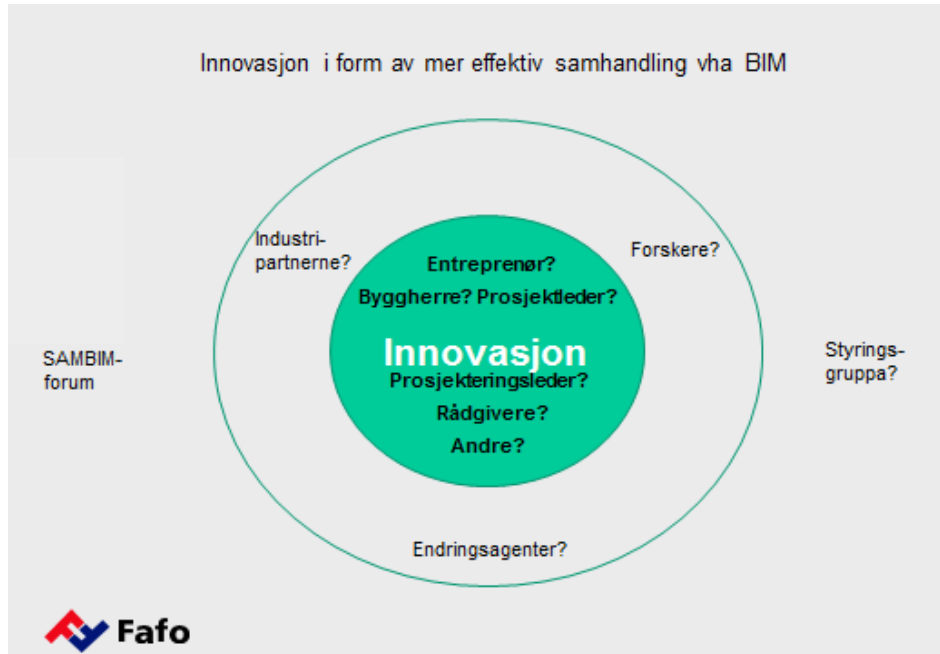 Innovasjon i form av mer effektiv samhandling vha BIM
Industri-
partnerne?
Forskere?
Entreprenør?
Byggherre? Prosjektleder?
Innovasjon
Prosjekteringsleder?
Rådgivere?
Andre?
SAMBIM-
forum
Styrings-
gruppa?
Endringsagenter?
Fafo